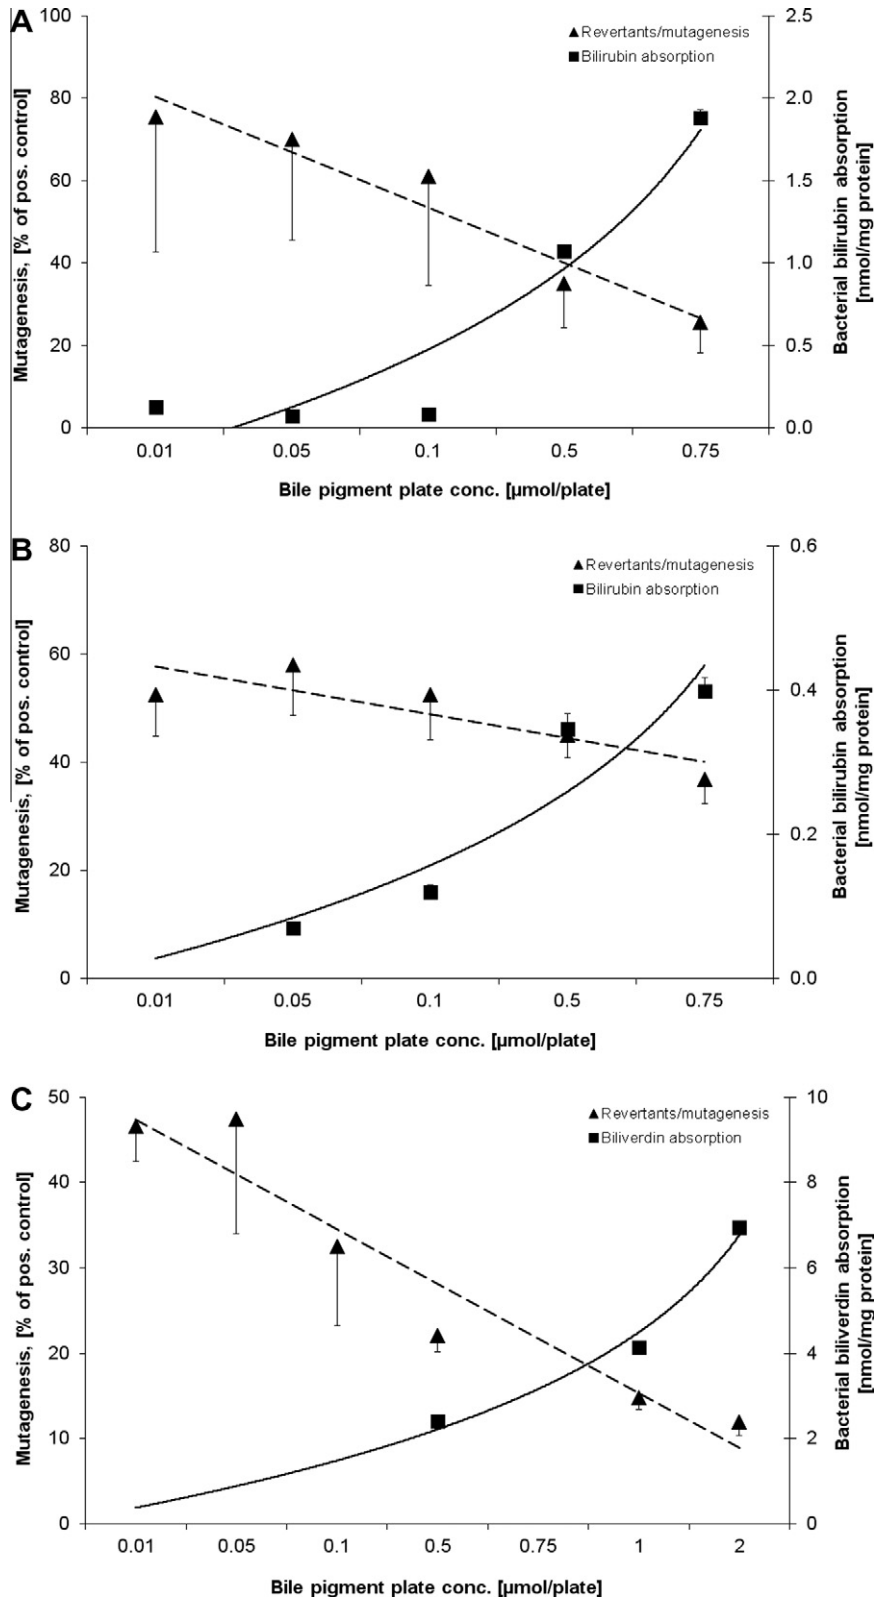 A
Revertants/mutagenesis
Bilirubin absorption
Mutagenesis, [% of pos. control]
100
80
60
40
20
0
Bacterial bilirubin absorption
[nmol/mg protein]
2.5
2.0
1.5
1.0
0.5
0.0
0.01 0.05 0.1 0.5 0.75
Bile pigment plate conc. [µmol/plate]
B
Revertants/mutagenesis
Bilirubin absorption
Mutagenesis, [% of pos. control]
80
60
40
20
0
Bacterial bilirubin absorption
[nmol/mg protein]
0.6
0.4
0.2
0.0
0.01 0.05 0.1 0.5 0.75
Bile pigment plate conc. [µmol/plate]
C
Revertants/mutagenesis
Biliverdin absorption
Mutagenesis, [% of pos. control]
50
40
30
20
10
0
Bacterial biliverdin absorption
[nmol/mg protein]
10
8
6
4
2
0
0.01 0.05 0.1 0.5 0.75 1 2
Bile pigment plate conc. [µmol/plate]